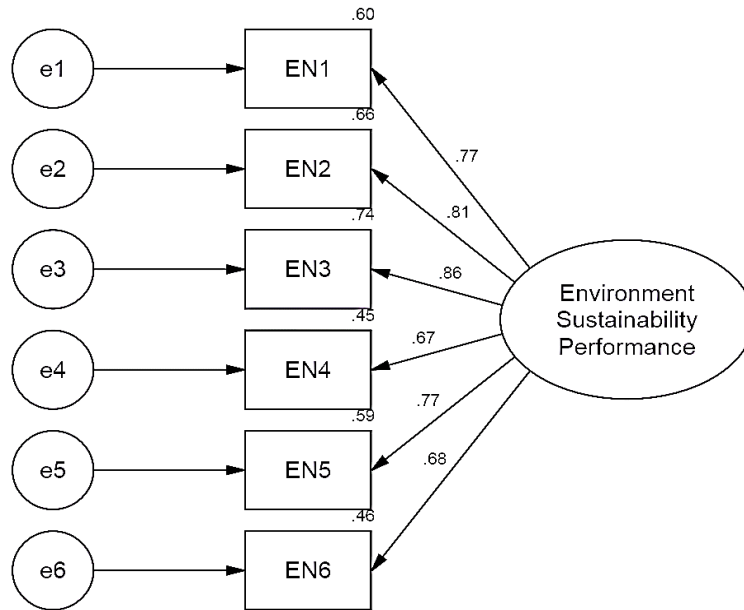 .60
e1
EN1
.77
.66
e2
EN2
.81
.74
e3
EN3
.86
Environment
Sustainability
Performance
.45
e4
EN4
.67
.59
e5
EN5
.77
.46
e6
EN6
.68